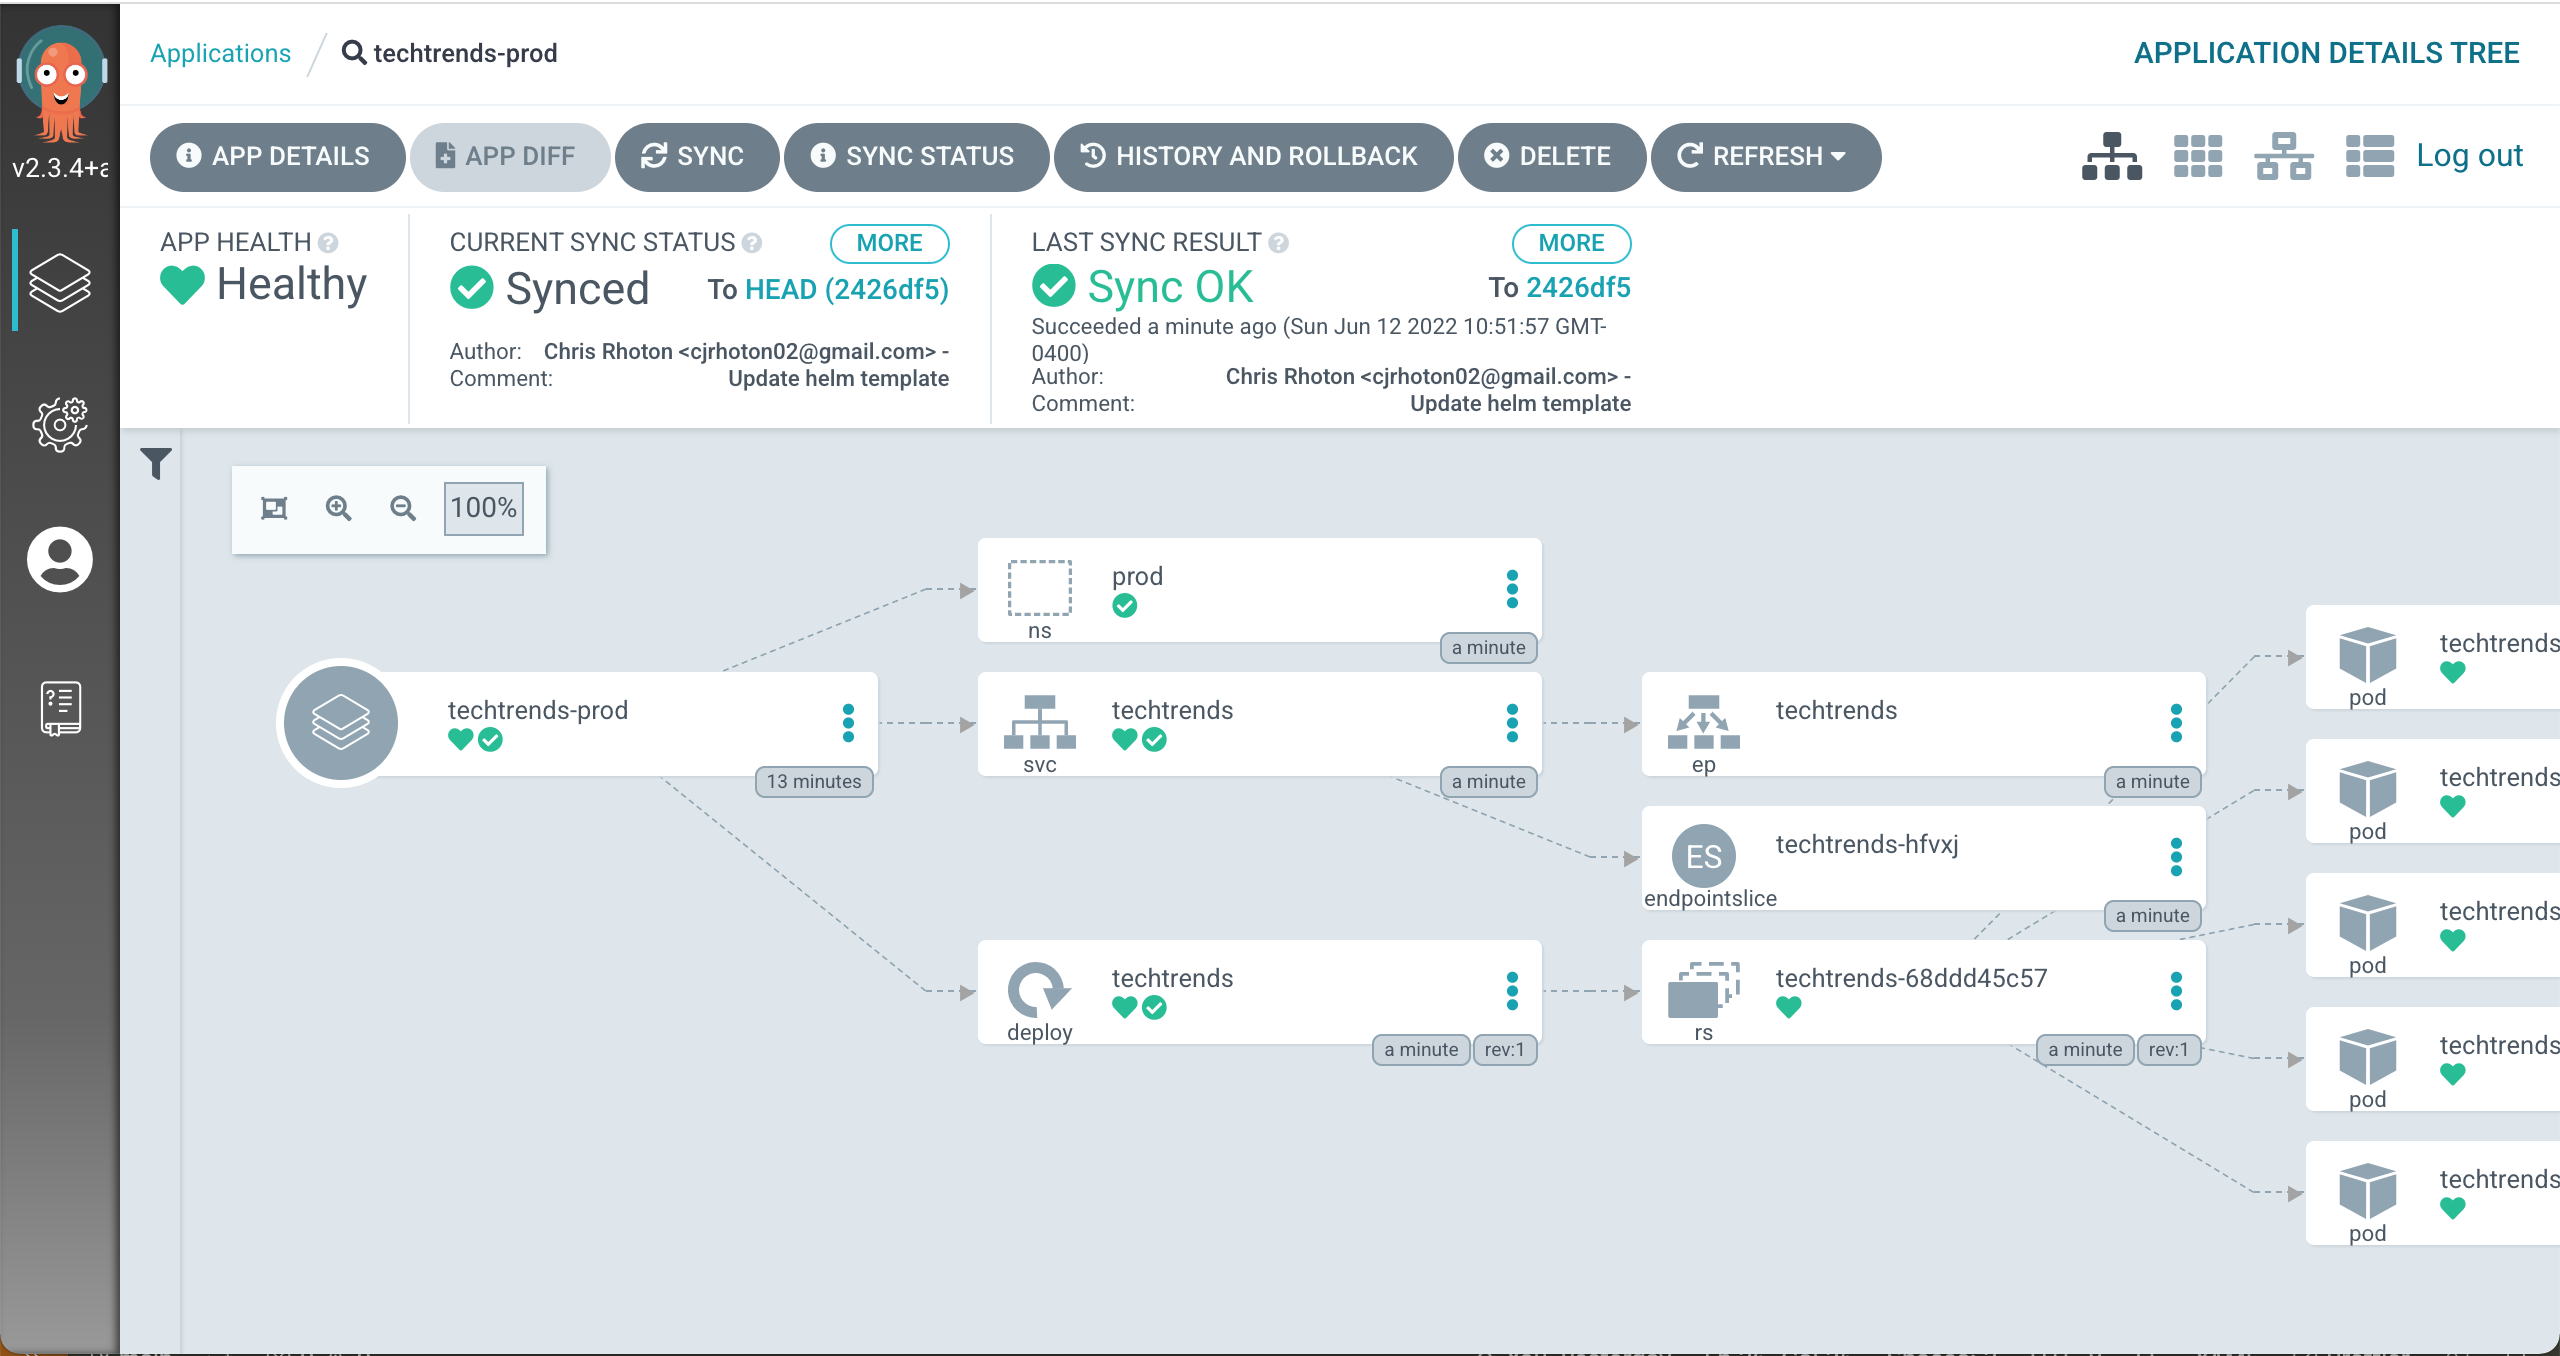 Applications / techtrends-prod
APPLICATION DETAILS TREE
v2.3.4+a
APP DETAILS
APP DIFF
SYNC
SYNC STATUS
HISTORY AND ROLLBACK
DELETE
REFRESH
Log out
APP HEALTH
Healthy
CURRENT SYNC STATUS
MORE
Synced
To HEAD (2426df5)
Author: Chris Rhoton <cjrhoton02@gmail.com> -
Comment: Update helm template
LAST SYNC RESULT
MORE
Sync OK
To 2426df5
Succeeded a minute ago (Sun Jun 12 2022 10:51:57 GMT-
0400)
Author: Chris Rhoton <cjrhoton02@gmail.com> -
Comment: Update helm template
100%
techtrends-prod
13 minutes
prod
ns
a minute
techtrends
svc
a minute
techtrends
deploy
a minute
rev:1
techtrends
ep
a minute
ES
techtrends-hfvxj
endpointslice
a minute
techtrends-68ddd45c57
rs
a minute
rev:1
techtrends
pod
techtrends
pod
techtrends
pod
techtrends
pod
techtrends
pod